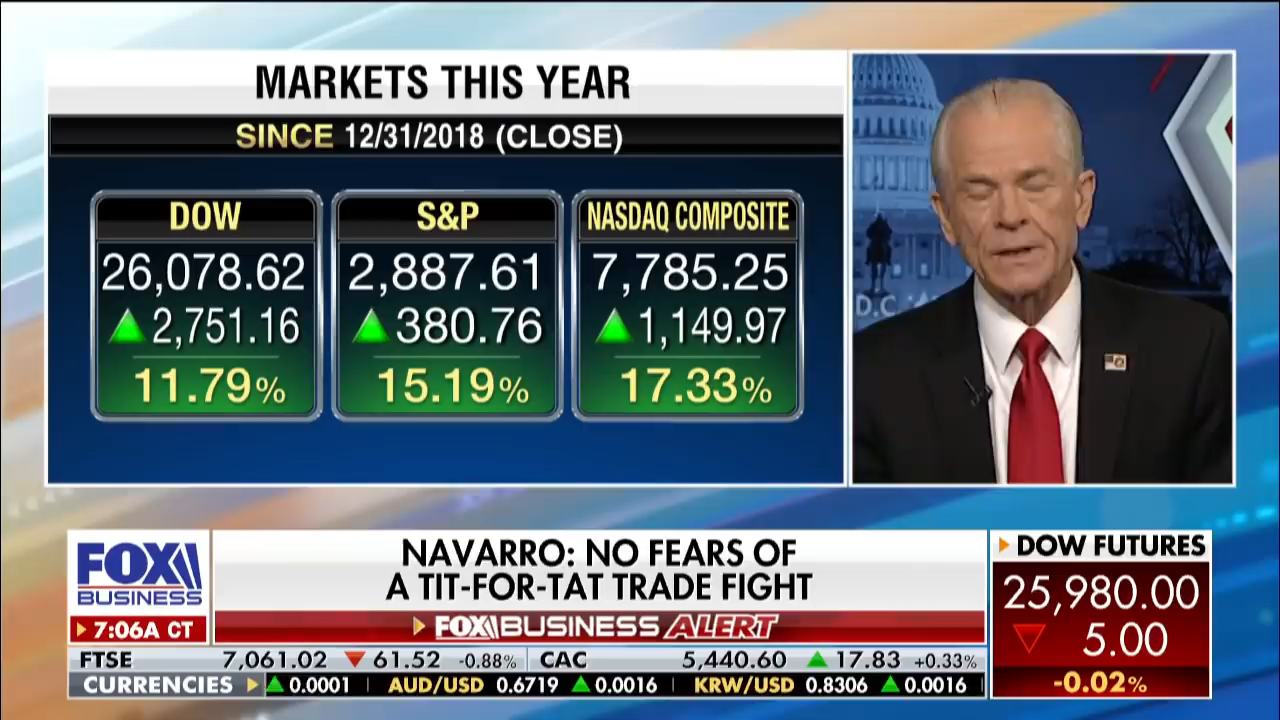 MARKETS THIS YEAR
SINCE 12/31/2018 (CLOSE)
DOW
26,078.62
▲ 2,751.16
11.79%
S&P
2,887.61
▲ 380.76
15.19%
NASDAQ COMPOSITE
7,785.25
▲ 1,149.97
17.33%
D.C.
FOX
BUSINESS
7:06A CT
NAVARRO: NO FEARS OF
A TIT-FOR-TAT TRADE FIGHT
FOX BUSINESS ALERT
DOW FUTURES
25,980.00
▼ 5.00
-0.02%
FTSE 7,061.02 ▼ 61.52 -0.88% CAC 5,440.60 ▲ 17.83 +0.33%
CURRENCIES ▲ 0.0001 AUD/USD 0.6719 ▲ 0.0016 KRW/USD 0.8306 ▲ 0.0016